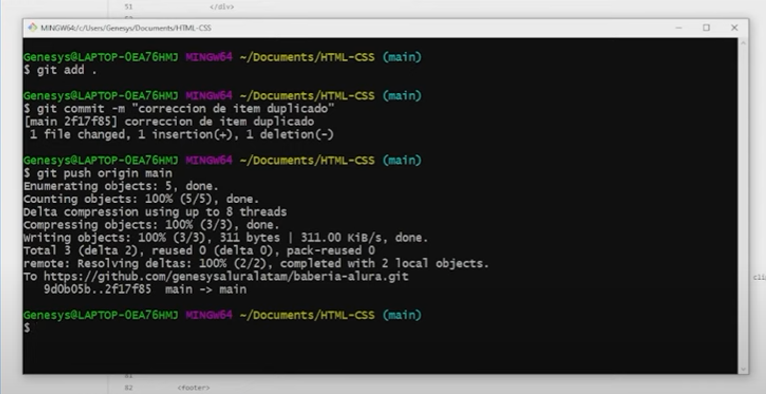 51 </div>
MINGW64:/c/Users/Genesys/Documents/HTML-CSS
Genesys@LAPTOP-0EA76HMJ MINGW64 ~/Documents/HTML-CSS (main)
$ git add .
Genesys@LAPTOP-0EA76HMJ MINGW64 ~/Documents/HTML-CSS (main)
$ git commit -m "correccion de item duplicado"
[main 2f17f85] correccion de item duplicado
1 file changed, 1 insertion(+), 1 deletion(-)
Genesys@LAPTOP-0EA76HMJ MINGW64 ~/Documents/HTML-CSS (main)
$ git push origin main
Enumerating objects: 5, done.
Counting objects: 100% (5/5), done.
Delta compression using up to 8 threads
Compressing objects: 100% (3/3), done.
Writing objects: 100% (3/3), 311 bytes | 311.00 KiB/s, done.
Total 3 (delta 2), reused 0 (delta 0), pack-reused 0
remote: Resolving deltas: 100% (2/2), completed with 2 local objects.
To https://github.com/genesysaluralatam/baberia-alura.git
9d0b05b..2f17f85 main -> main
Genesys@LAPTOP-0EA76HMJ MINGW64 ~/Documents/HTML-CSS (main)
$
82 <footer>